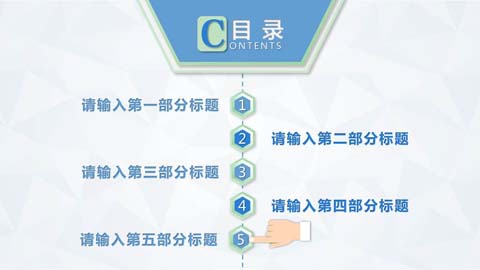 目录
CONTENTS
请输入第一部分标题 1
2 请输入第二部分标题
请输入第三部分标题 3
4 请输入第四部分标题
请输入第五部分标题 5